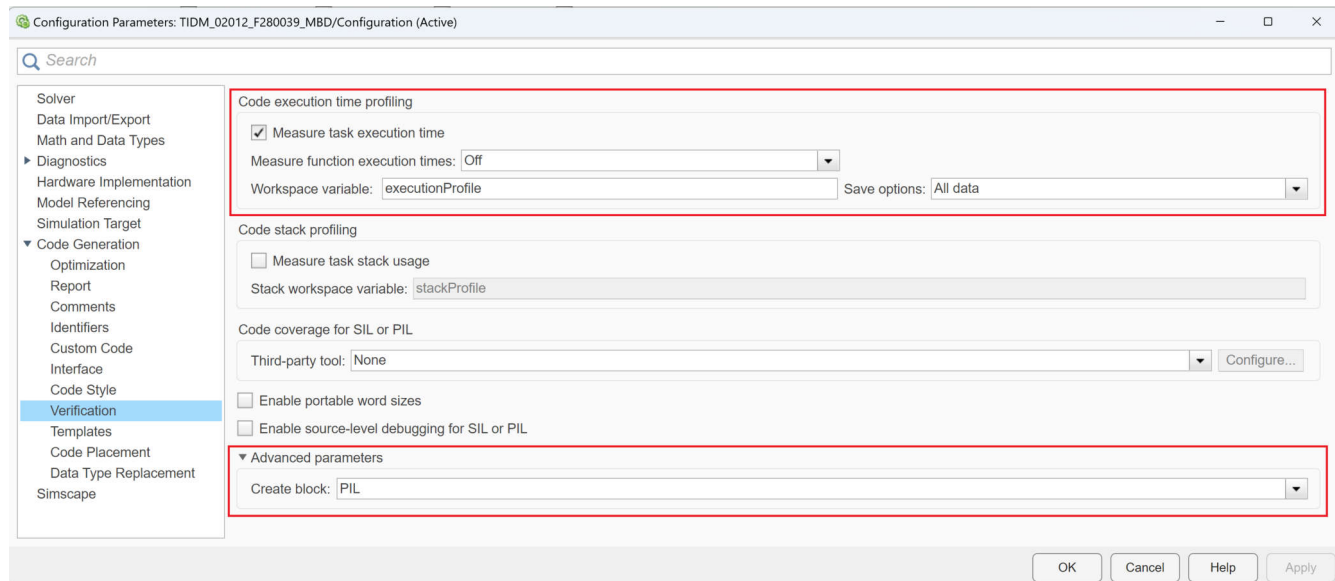 Configuration Parameters: TIDM_02012_F280039_MBD/Configuration (Active)
Search
Solver
Data Import/Export
Math and Data Types
Diagnostics
Hardware Implementation
Model Referencing
Simulation Target
Code Generation
Optimization
Report
Comments
Identifiers
Custom Code
Interface
Code Style
Verification
Templates
Code Placement
Data Type Replacement
Simscape
Code execution time profiling
Measure task execution time
Measure function execution times: Off
Workspace variable: executionProfile Save options: All data
Code stack profiling
Measure task stack usage
Stack workspace variable: stackProfile
Code coverage for SIL or PIL
Third-party tool: None Configure...
Enable portable word sizes
Enable source-level debugging for SIL or PIL
Advanced parameters
Create block: PIL
OK Cancel Help Apply